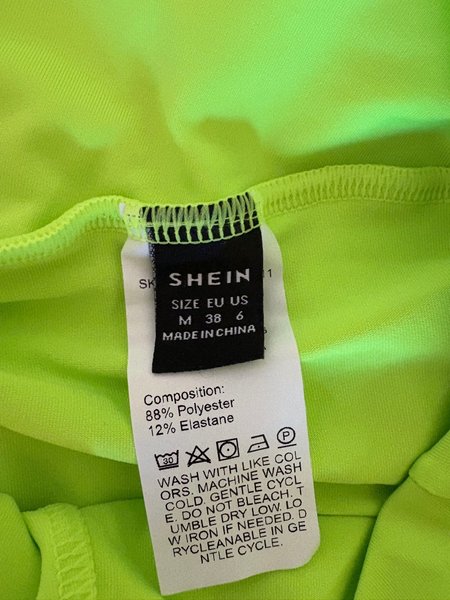 SHEIN
SIZE EU US
M 38 6
MADE IN CHINA
Composition:
88% Polyester
12% Elastane
30
P
WASH WITH LIKE COL
ORS. MACHINE WASH
COLD. GENTLE CYCL
E. DO NOT BLEACH. T
UMBLE DRY LOW. LO
W IRON IF NEEDED. D
RYCLEANABLE IN GE
NTLE CYCLE.